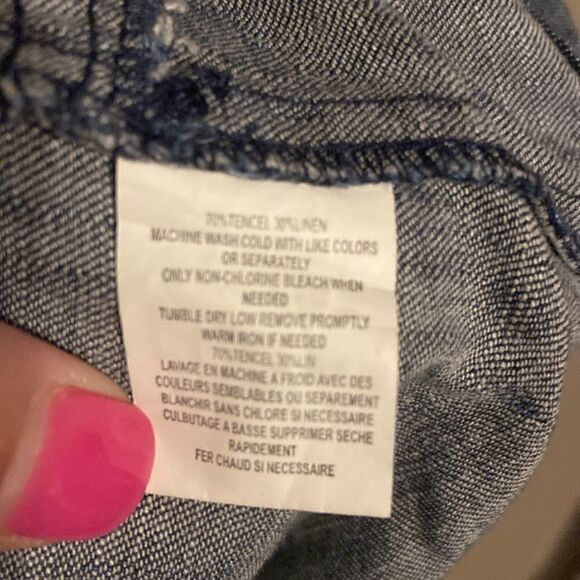 70%TENCEL 30%LINEN
MACHINE WASH COLD WITH LIKE COLORS
OR SEPARATELY
ONLY NON-CHLORINE BLEACH WHEN
NEEDED
TUMBLE DRY LOW REMOVE PROMPTLY
WARM IRON IF NEEDED
70%TENCEL 30%LIN
LAVAGE EN MACHINE A FROID AVEC DES
COULEURS SEMBLABLES OU SEPAREMENT
BLANCHIR SANS CHLORE SI NECESSAIRE
CULBUTAGE A BASSE SUPPRIMER SECHE
RAPIDEMENT
FER CHAUD SI NECESSAIRE